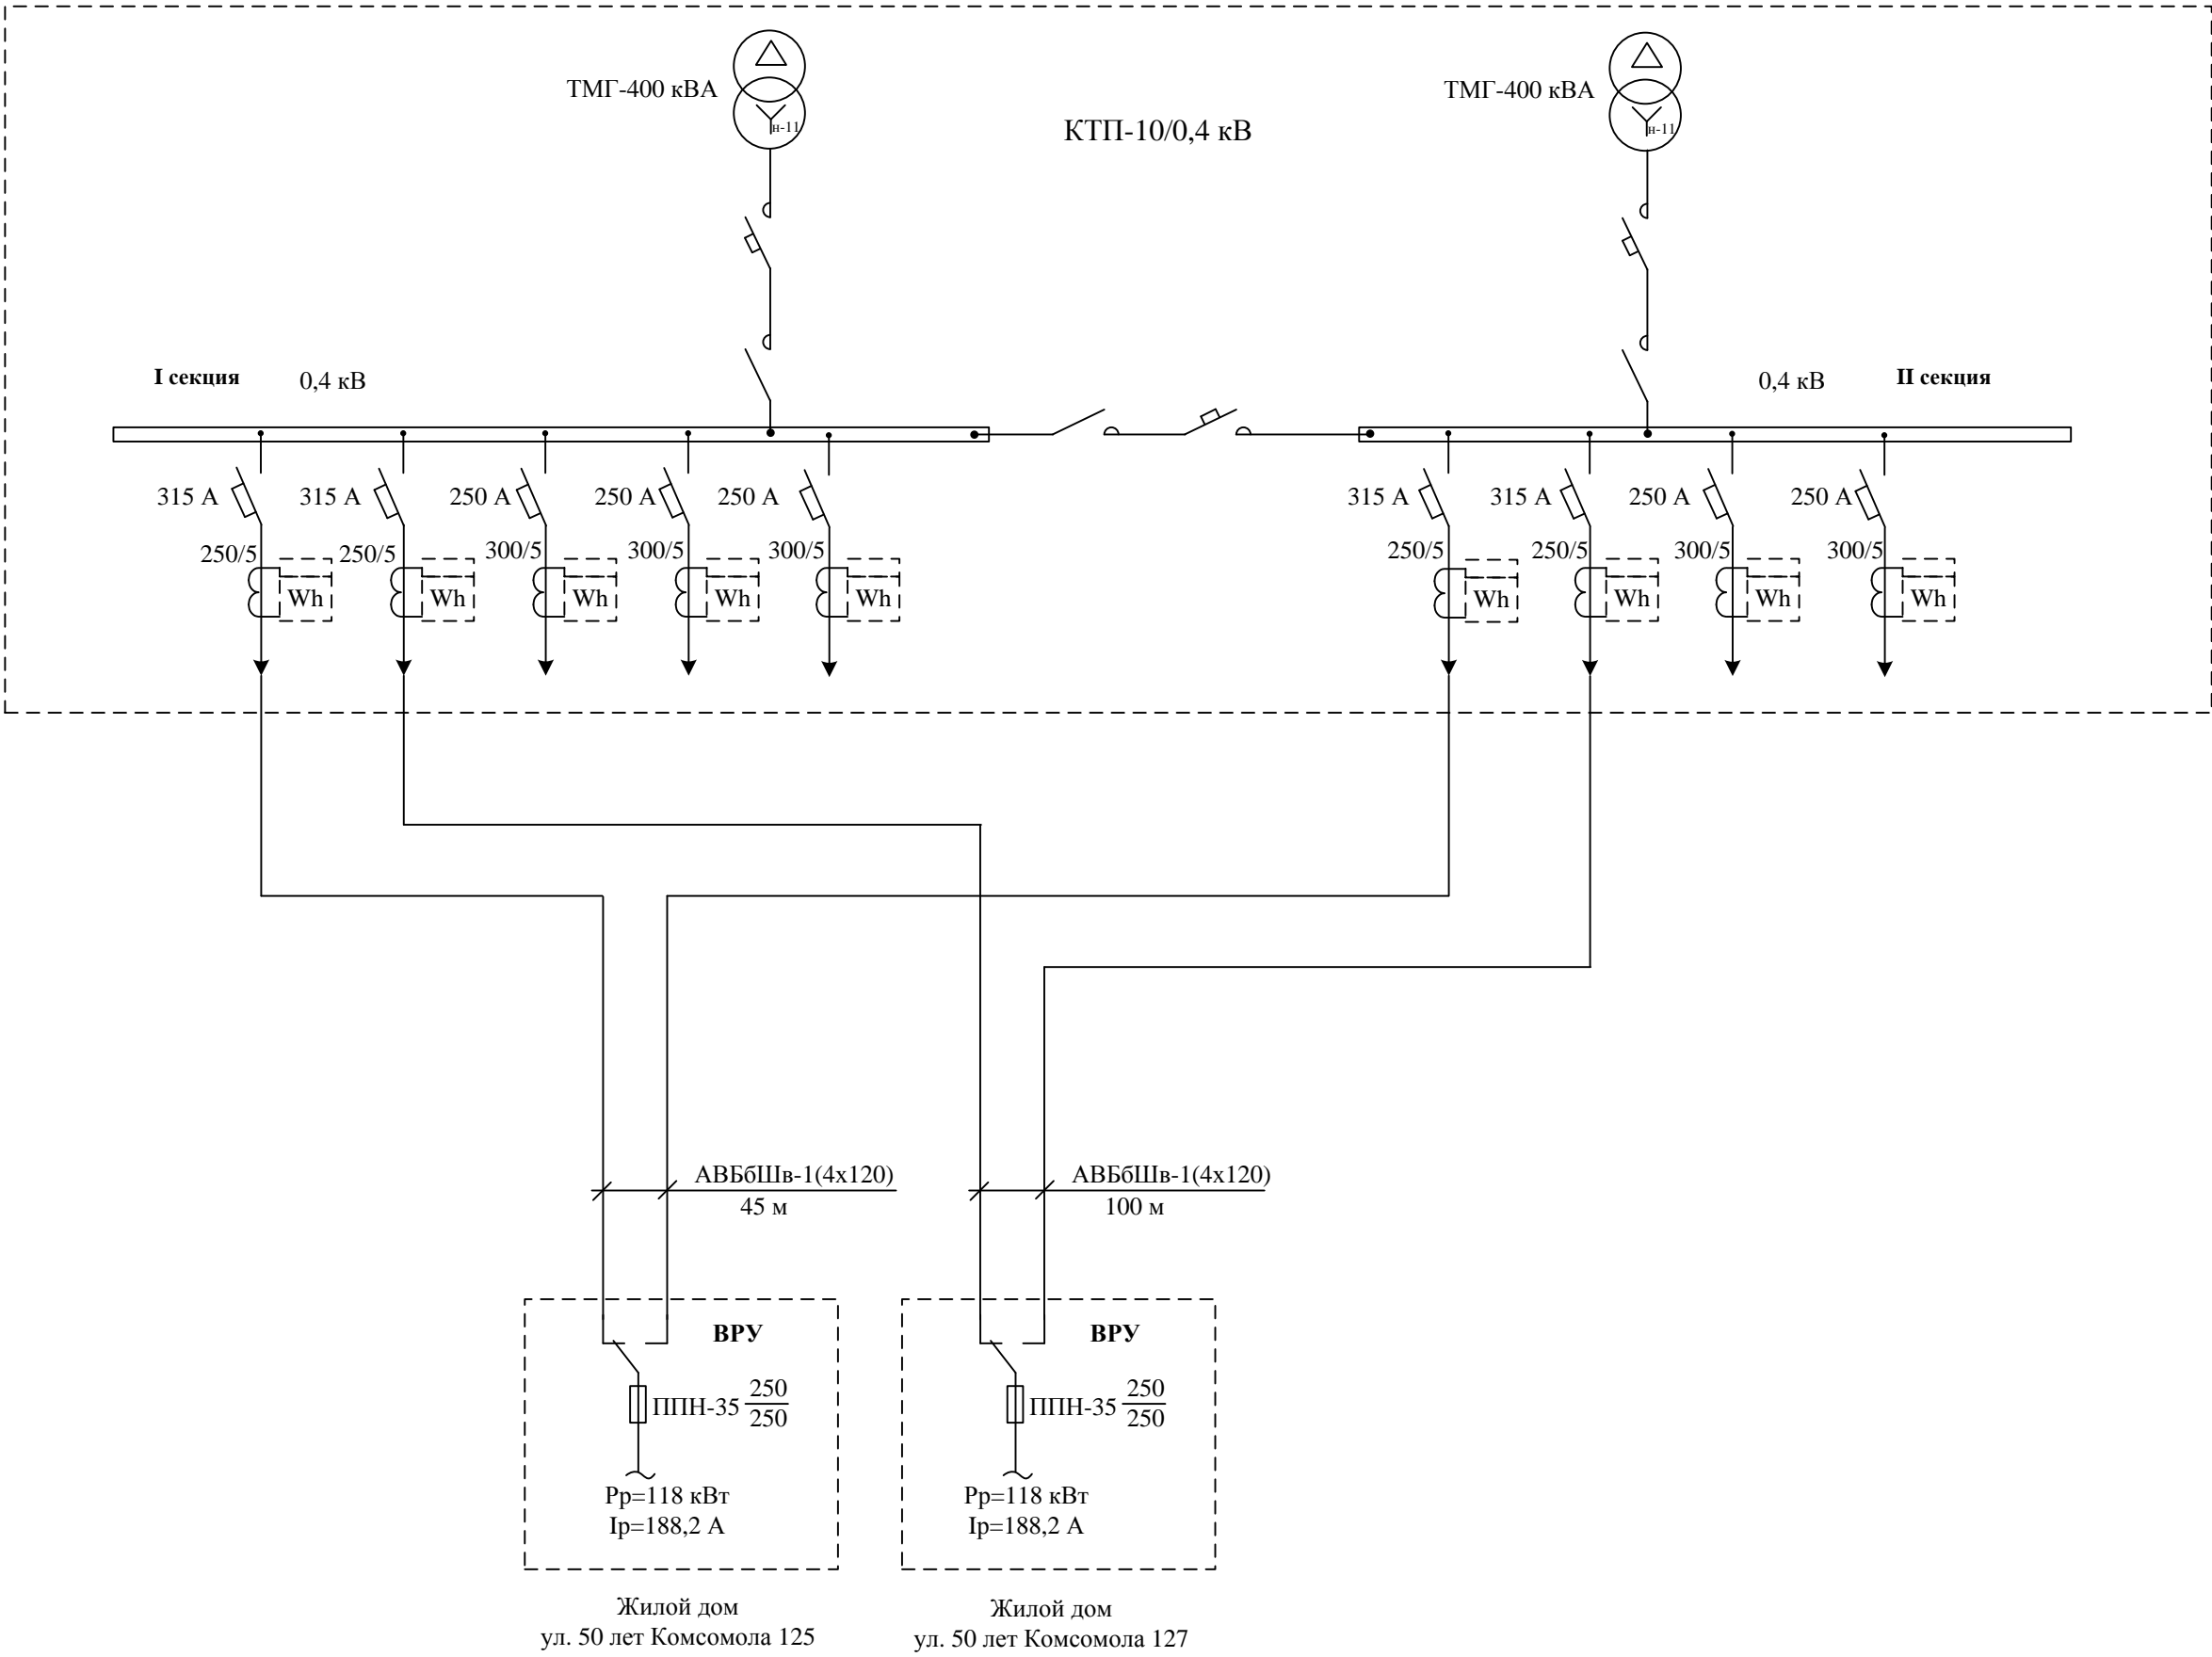 ТМГ-400 кВА
ТМГ-400 кВА
н-11
н-11
КТП-10/0,4 кВ
I секция
0,4 кВ
0,4 кВ
II секция
315 А
315 А
250 А
250 А
250 А
315 А
315 А
250 А
250 А
250/5
250/5
300/5
300/5
300/5
250/5
250/5
300/5
300/5
Wh
Wh
Wh
Wh
Wh
Wh
Wh
Wh
Wh
АВБбШв-1(4х120)
45 м
АВБбШв-1(4х120)
100 м
ВРУ
ППН-35 250
250
Рр=118 кВт
Iр=188,2 А
ВРУ
ППН-35 250
250
Рр=118 кВт
Iр=188,2 А
Жилой дом
ул. 50 лет Комсомола 125
Жилой дом
ул. 50 лет Комсомола 127